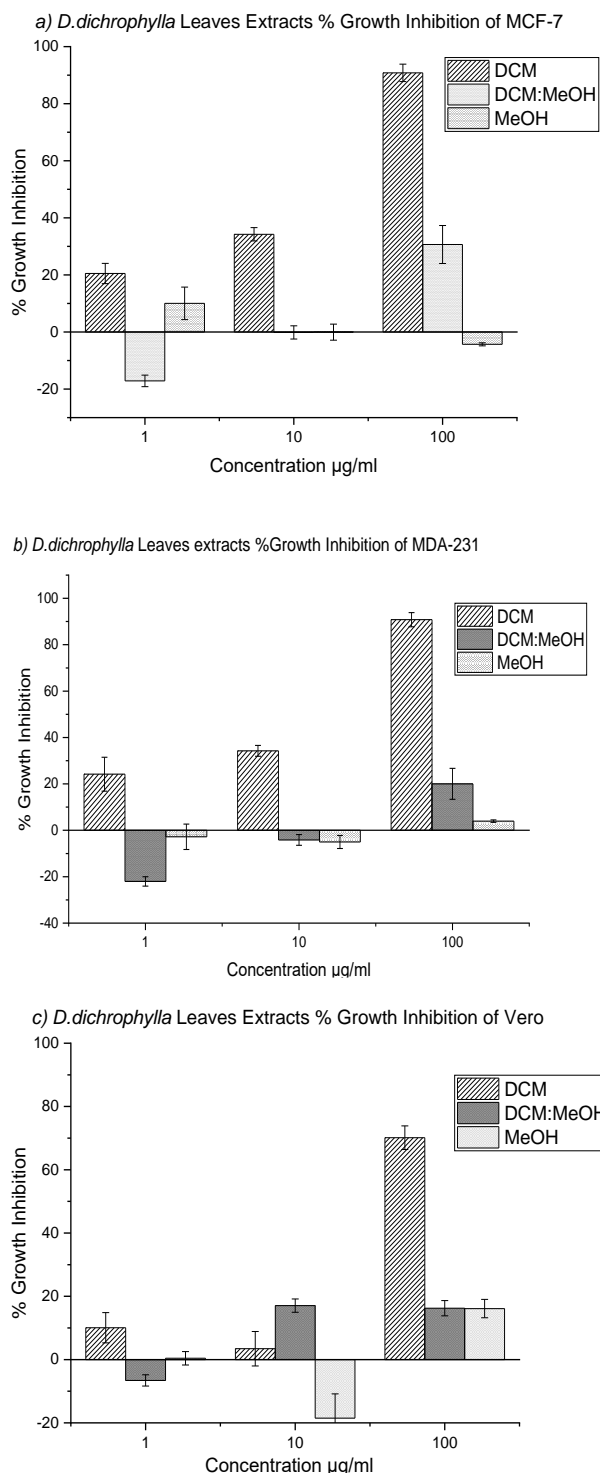 a) D.dichrophylla Leaves Extracts % Growth Inhibition of MCF-7
DCM
DCM:MeOH
MeOH
100
80
60
40
20
0
-20
% Growth Inhibition
1 10 100
Concentration µg/ml
b) D.dichrophylla Leaves extracts %Growth Inhibition of MDA-231
DCM
DCM:MeOH
MeOH
100
80
60
40
20
0
-20
-40
% Growth Inhibition
1 10 100
Concentration µg/ml
c) D.dichrophylla Leaves Extracts % Growth Inhibition of Vero
DCM
DCM:MeOH
MeOH
100
80
60
40
20
0
-20
% Growth Inhibition
1 10 100
Concentration µg/ml